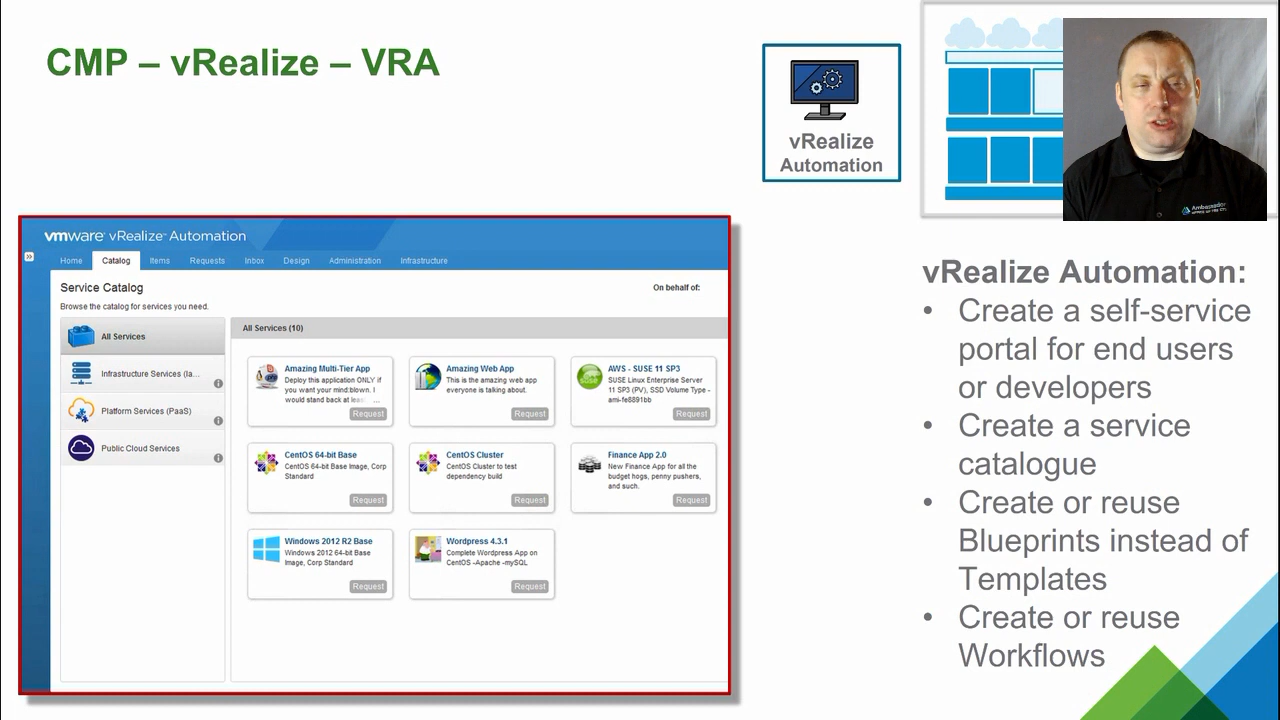 CMP – vRealize – VRA
vRealize
Automation
Ambassador
OFFICE OF THE CTO
vmware vRealize™ Automation
Home Catalog Items Requests Inbox Design Administration Infrastructure
Service Catalog
On behalf of:
Browse the catalog for services you need.
All Services
Infrastructure Services (Ia...
Platform Services (PaaS)
Public Cloud Services
All Services (10)
Amazing Multi-Tier App
Deploy this application ONLY if
you want your mind blown. I
would stand back at leas ...
Request
Amazing Web App
This is the amazing web app
everyone is talking about.
Request
AWS - SUSE 11 SP3
SUSE Linux Enterprise Server
11 SP3 (PV), SSD Volume Type -
ami-fe8891bb
Request
CentOS 64-bit Base
CentOS 64-bit Base Image, Corp
Standard
Request
CentOS Cluster
CentOS Cluster to test
dependency build
Request
Finance App 2.0
New Finance App for all the
budget hogs, penny pushers,
and such.
Request
Windows 2012 R2 Base
Windows 2012 64-bit Base
Image, Corp Standard
Request
Wordpress 4.3.1
Complete Wordpress App on
CentOS -Apache -mySQL
Request
vRealize Automation:
• Create a self-service
portal for end users
or developers
• Create a service
catalogue
• Create or reuse
Blueprints instead of
Templates
• Create or reuse
Workflows